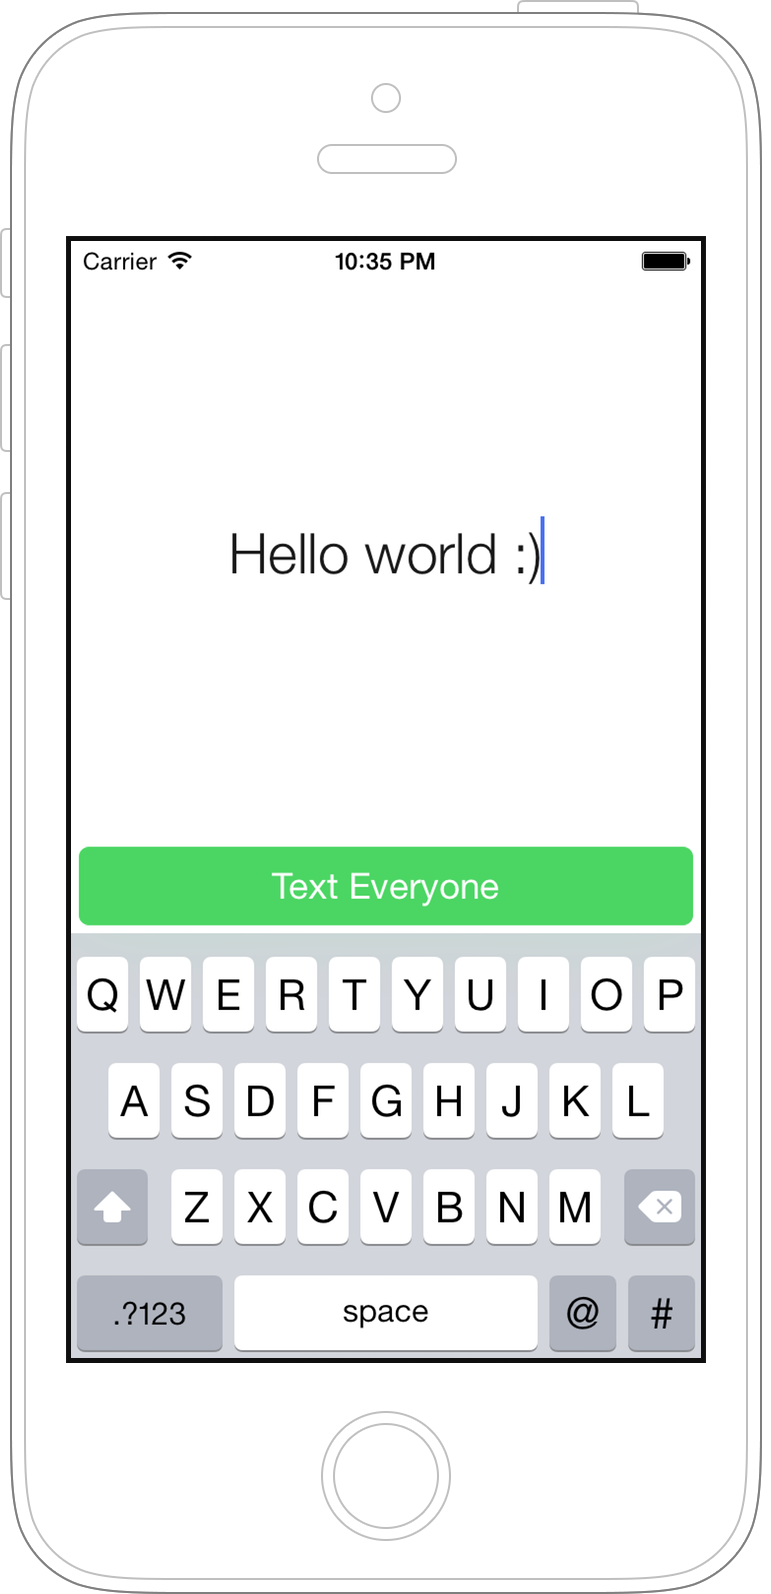 Carrier 10:35 PM
Hello world :)
Text Everyone
Q W E R T Y U I O P
A S D F G H J K L
Z X C V B N M
.?123 space @ #